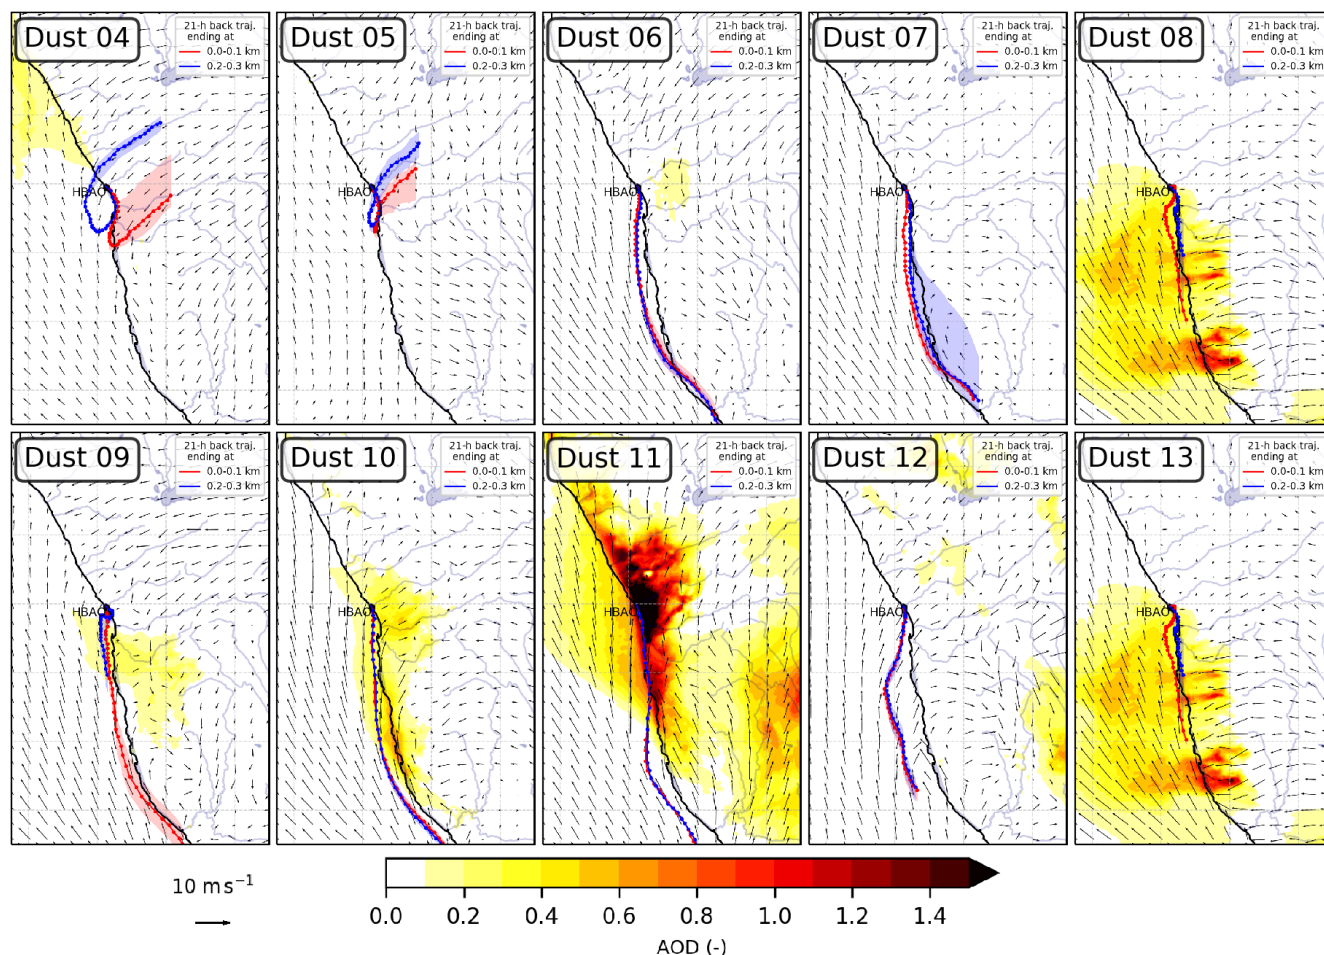 Dust 04
21-h back traj.
ending at
0.0-0.1 km
0.2-0.3 km
HBAO
Dust 05
21-h back traj.
ending at
0.0-0.1 km
0.2-0.3 km
HBAO
Dust 06
21-h back traj.
ending at
0.0-0.1 km
0.2-0.3 km
HBAO
Dust 07
21-h back traj.
ending at
0.0-0.1 km
0.2-0.3 km
HBAO
Dust 08
21-h back traj.
ending at
0.0-0.1 km
0.2-0.3 km
HBAO
Dust 09
21-h back traj.
ending at
0.0-0.1 km
0.2-0.3 km
HBAO
Dust 10
21-h back traj.
ending at
0.0-0.1 km
0.2-0.3 km
HBAO
Dust 11
21-h back traj.
ending at
0.0-0.1 km
0.2-0.3 km
HBAO
Dust 12
21-h back traj.
ending at
0.0-0.1 km
0.2-0.3 km
HBAO
Dust 13
21-h back traj.
ending at
0.0-0.1 km
0.2-0.3 km
HBAO
10 ms⁻¹
0.0 0.2 0.4 0.6 0.8 1.0 1.2 1.4
AOD (-)